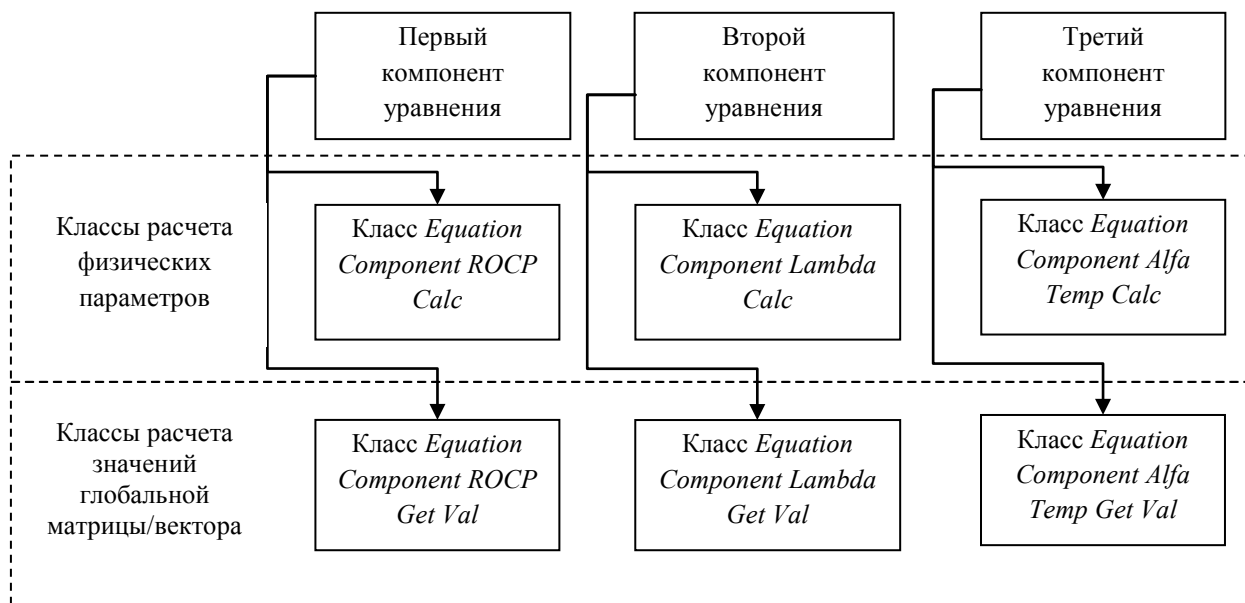 Первый
компонент
уравнения
Второй
компонент
уравнения
Третий
компонент
уравнения
Классы расчета
физических
параметров
Класс Equation
Component ROCP
Calc
Класс Equation
Component Lambda
Calc
Класс Equation
Component Alfa
Temp Calc
Классы расчета
значений
глобальной
матрицы/вектора
Класс Equation
Component ROCP
Get Val
Класс Equation
Component Lambda
Get Val
Класс Equation
Component Alfa
Temp Get Val